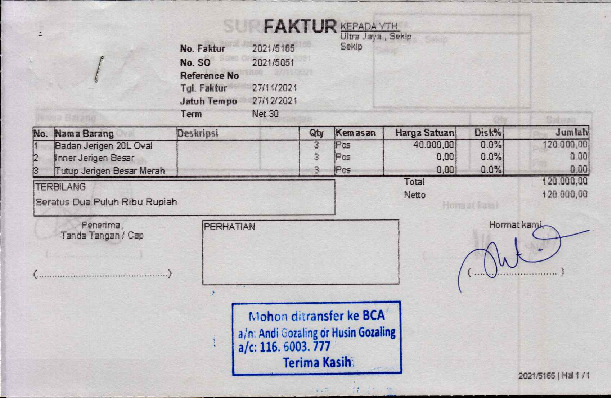 FAKTUR
KEPADA YTH
Ultra Jaya , Sekip
Sekip
No. Faktur 2021/5165
No. SO 2021/5051
Reference No
Tgl. Faktur 27/11/2021
Jatuh Tempo 27/12/2021
Term Net 30
No. Nama Barang Deskripsi Qty Kemasan Harga Satuan Disk% Jumlah
1 Badan Jerigen 20L Oval 3 Pcs 40.000,00 0.0% 120.000,00
2 Inner Jerigen Besar 3 Pcs 0,00 0.0% 0,00
3 Tutup Jerigen Besar Merah 3 Pcs 0,00 0.0% 0,00
TERBILANG
Seratus Dua Puluh Ribu Rupiah
Total 120.000,00
Netto 120.000,00
Penerima,
Tanda Tangan / Cap
PERHATIAN
Hormat kami
(..................................)
(..........................)
Mohon ditransfer ke BCA
a/n: Andi Gozaling or Husin Gozaling
a/c: 116. 6003. 777
Terima Kasih
2021/5165 | Hal 1 / 1